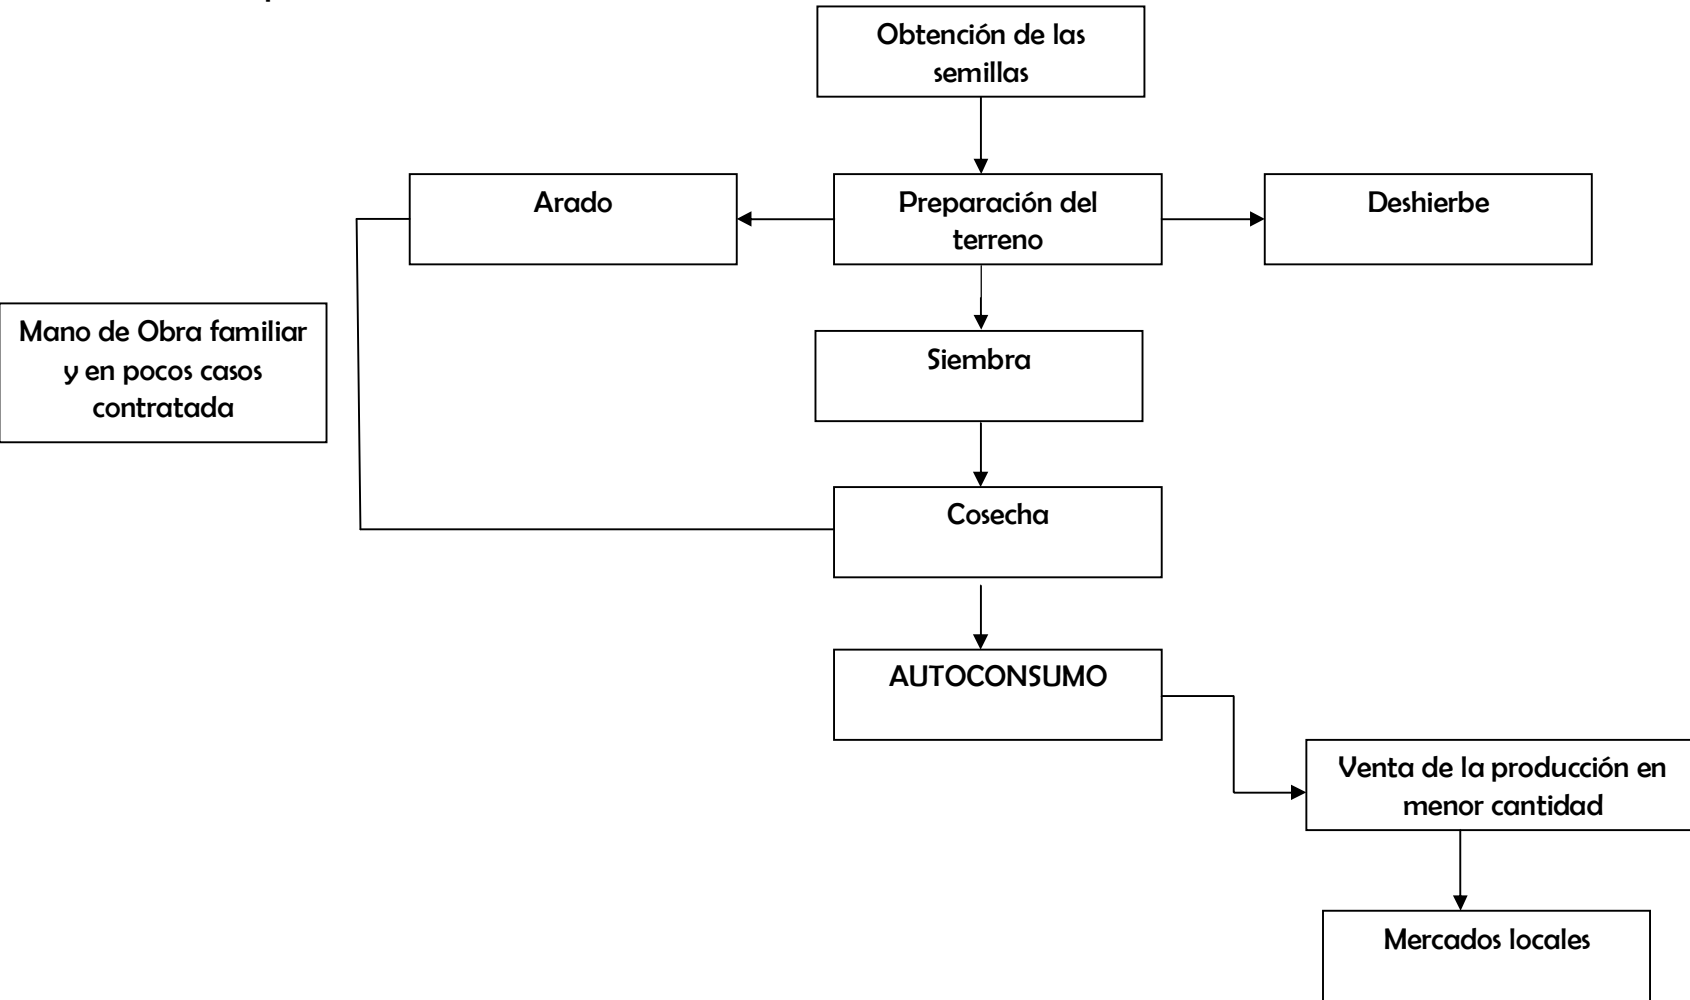 Obtención de las
semillas
Arado
Preparación del
terreno
Deshierbe
Mano de Obra familiar
y en pocos casos
contratada
Siembra
Cosecha
AUTOCONSUMO
Venta de la producción en
menor cantidad
Mercados locales